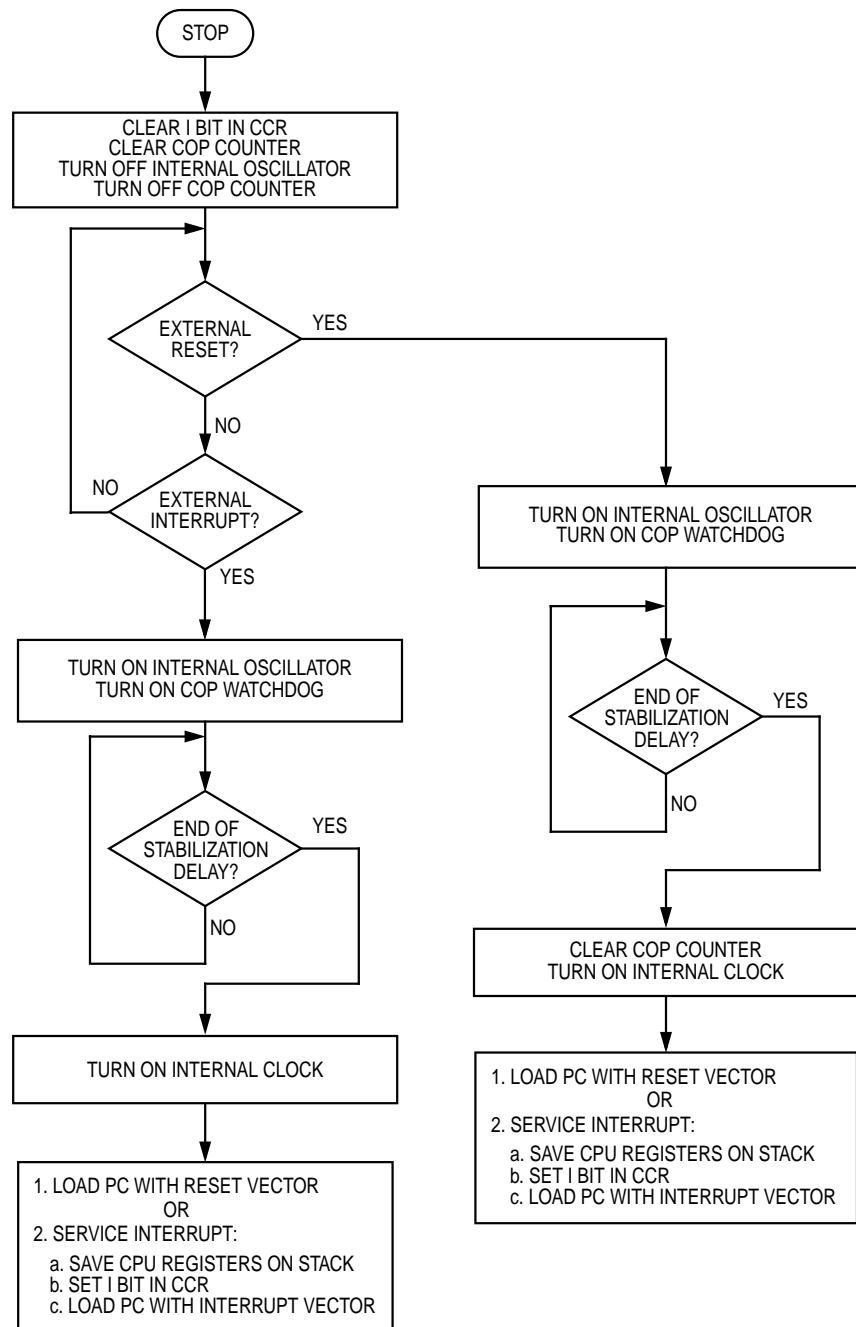 STOP
CLEAR I BIT IN CCR
CLEAR COP COUNTER
TURN OFF INTERNAL OSCILLATOR
TURN OFF COP COUNTER
EXTERNAL
RESET?
YES
NO
EXTERNAL
INTERRUPT?
NO
YES
TURN ON INTERNAL OSCILLATOR
TURN ON COP WATCHDOG
END OF
STABILIZATION
DELAY?
YES
NO
TURN ON INTERNAL CLOCK
1. LOAD PC WITH RESET VECTOR
OR
2. SERVICE INTERRUPT:
a. SAVE CPU REGISTERS ON STACK
b. SET I BIT IN CCR
c. LOAD PC WITH INTERRUPT VECTOR
TURN ON INTERNAL OSCILLATOR
TURN ON COP WATCHDOG
END OF
STABILIZATION
DELAY?
YES
NO
CLEAR COP COUNTER
TURN ON INTERNAL CLOCK
1. LOAD PC WITH RESET VECTOR
OR
2. SERVICE INTERRUPT:
a. SAVE CPU REGISTERS ON STACK
b. SET I BIT IN CCR
c. LOAD PC WITH INTERRUPT VECTOR